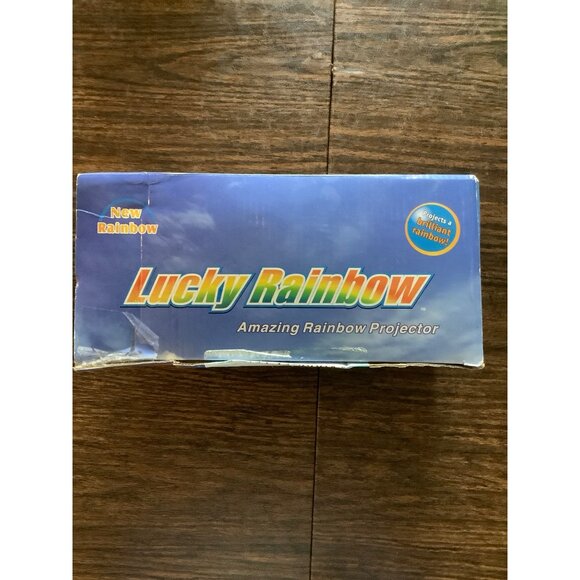 New
Rainbow
Projects a
brilliant
rainbow!
Lucky Rainbow
Amazing Rainbow Projector